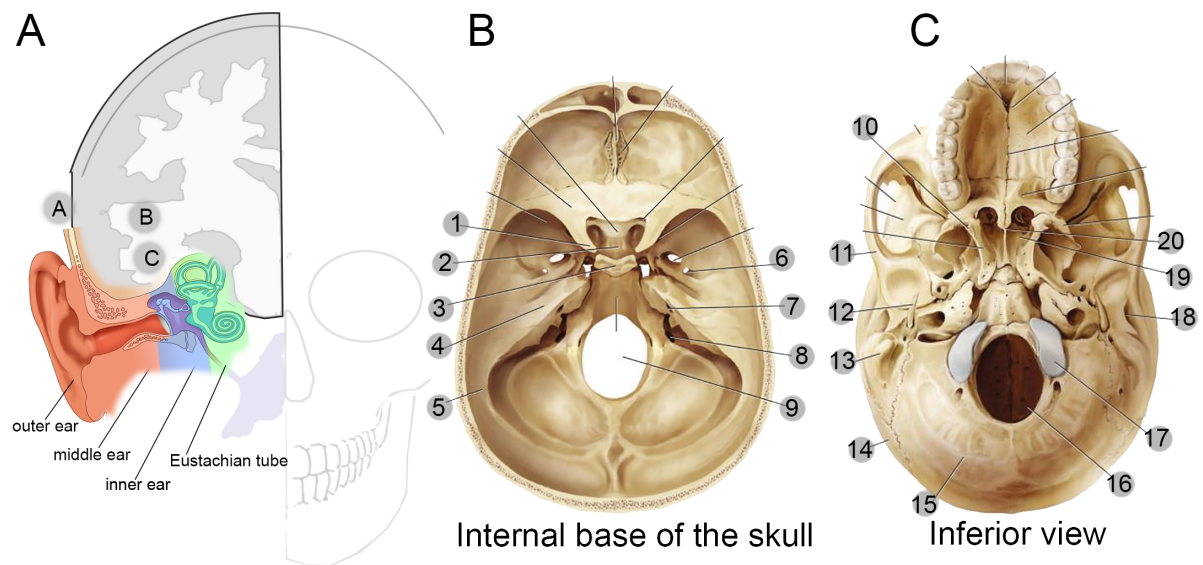 A
B
C
A
B
C
outer ear
middle ear
inner ear
Eustachian tube
1
2
3
4
5
6
7
8
9
Internal base of the skull
10
11
12
13
14
15
20
19
18
17
16
Inferior view